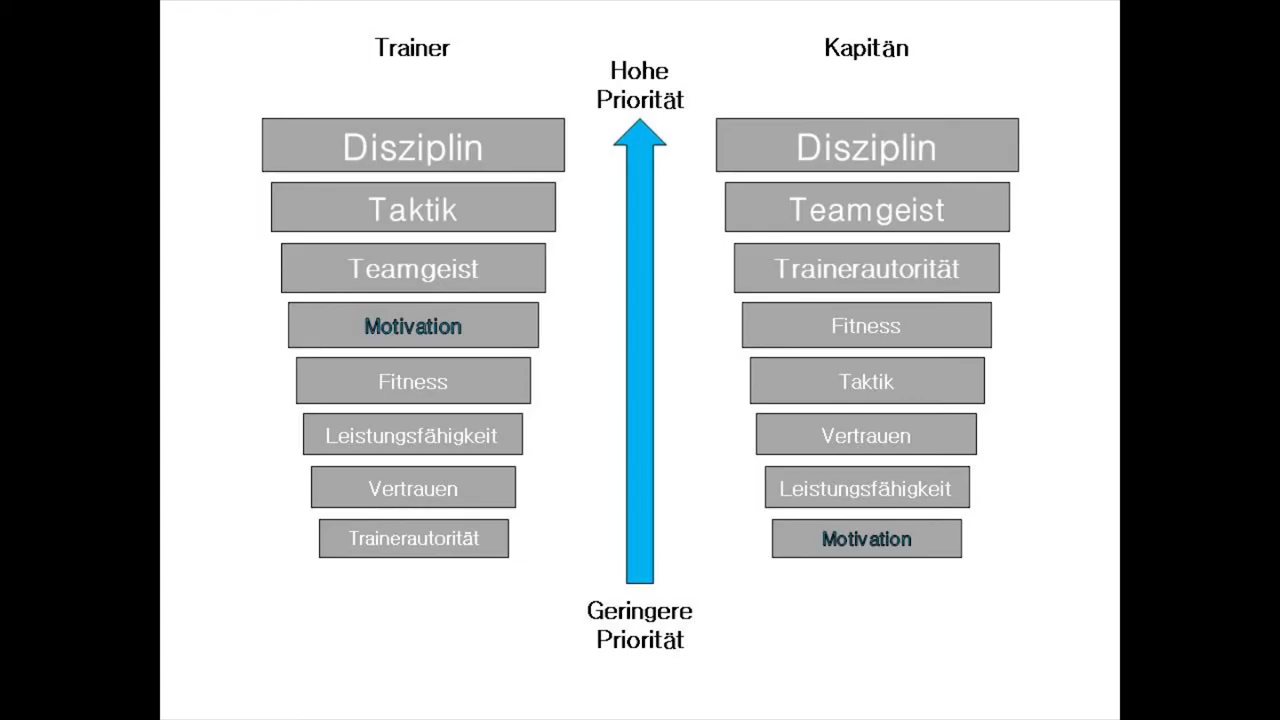 Trainer
Kapitän
Hohe
Priorität
Disziplin
Taktik
Teamgeist
Motivation
Fitness
Leistungsfähigkeit
Vertrauen
Trainerautorität
Disziplin
Teamgeist
Trainerautorität
Fitness
Taktik
Vertrauen
Leistungsfähigkeit
Motivation
Geringere
Priorität